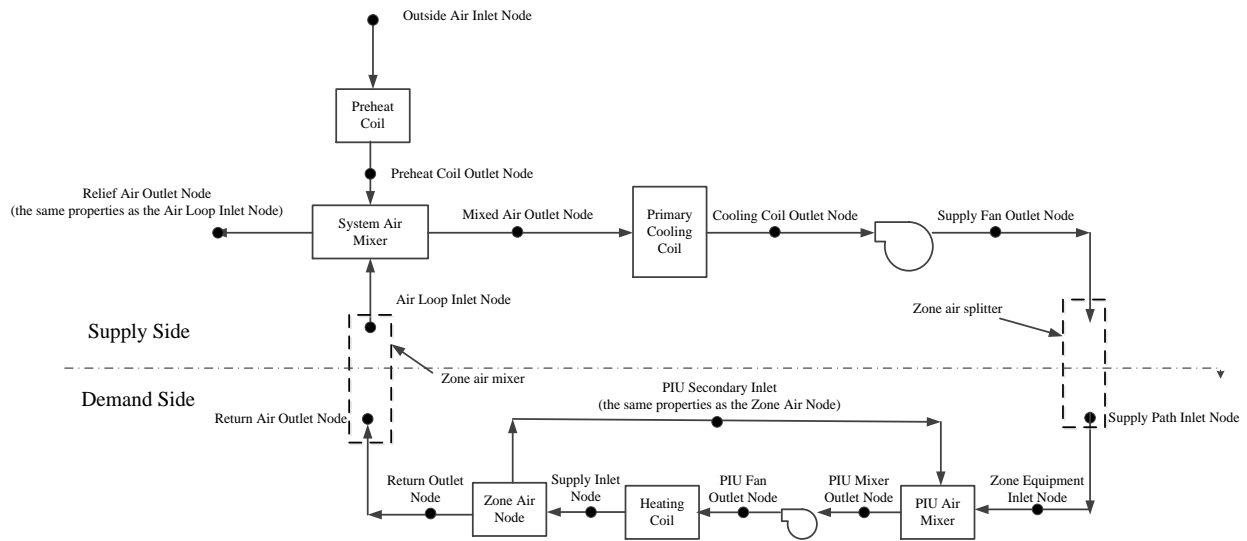 Outside Air Inlet Node
Preheat
Coil
Preheat Coil Outlet Node
Relief Air Outlet Node
(the same properties as the Air Loop Inlet Node)
System Air
Mixer
Mixed Air Outlet Node
Primary
Cooling
Coil
Cooling Coil Outlet Node
Supply Fan Outlet Node
Air Loop Inlet Node
Zone air splitter
Supply Side
Zone air mixer
Demand Side
PIU Secondary Inlet
(the same properties as the Zone Air Node)
Return Air Outlet Node
Supply Path Inlet Node
Return Outlet
Node
Zone Air
Node
Supply Inlet
Node
Heating
Coil
PIU Fan
Outlet Node
PIU Mixer
Outlet Node
PIU Air
Mixer
Zone Equipment
Inlet Node